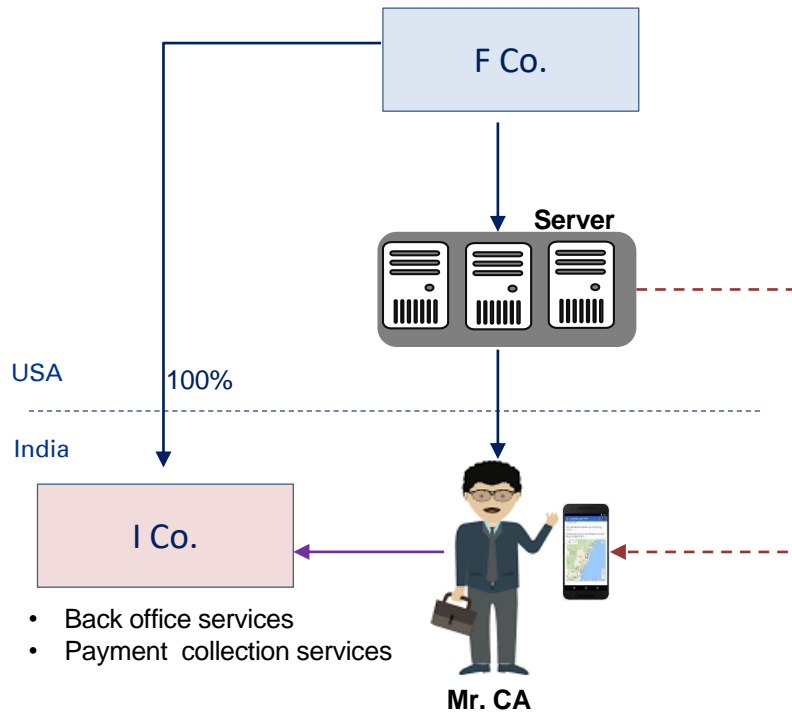 F Co.
Server
USA
100%
India
I Co.
• Back office services
• Payment collection services
Mr. CA